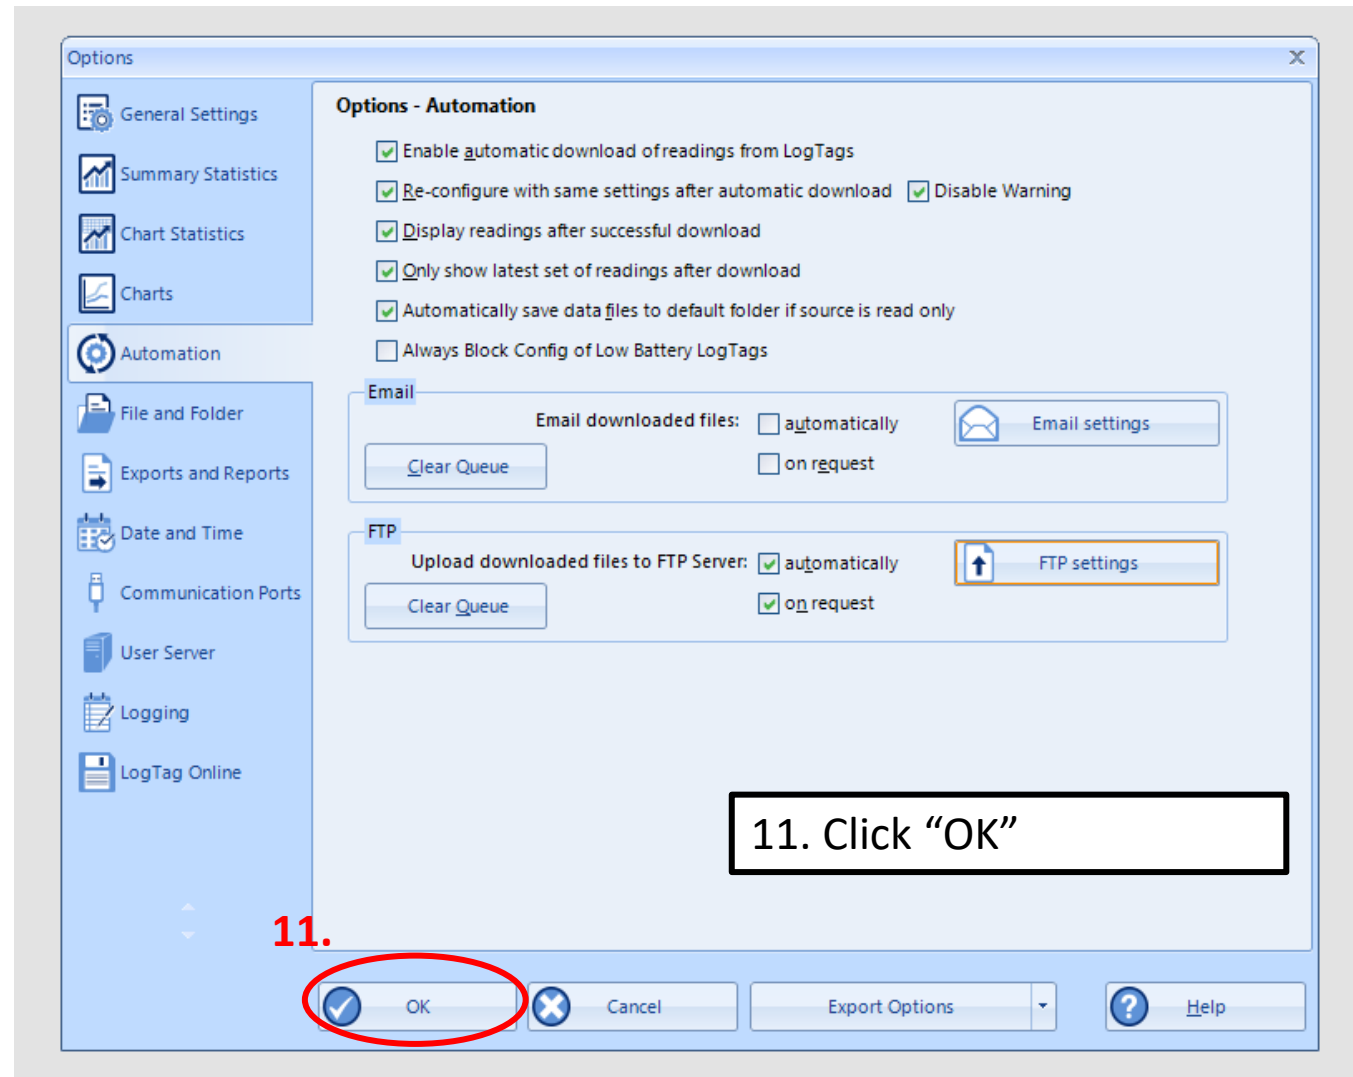 Options
General Settings
Summary Statistics
Chart Statistics
Charts
Automation
File and Folder
Exports and Reports
Date and Time
Communication Ports
User Server
Logging
LogTag Online
Options - Automation
Enable automatic download of readings from LogTags
Re-configure with same settings after automatic download Disable Warning
Display readings after successful download
Only show latest set of readings after download
Automatically save data files to default folder if source is read only
Always Block Config of Low Battery LogTags
Email
Email downloaded files: automatically Email settings
Clear Queue on request
FTP
Upload downloaded files to FTP Server: automatically FTP settings
Clear Queue on request
11. Click “OK”
11.
OK Cancel Export Options Help